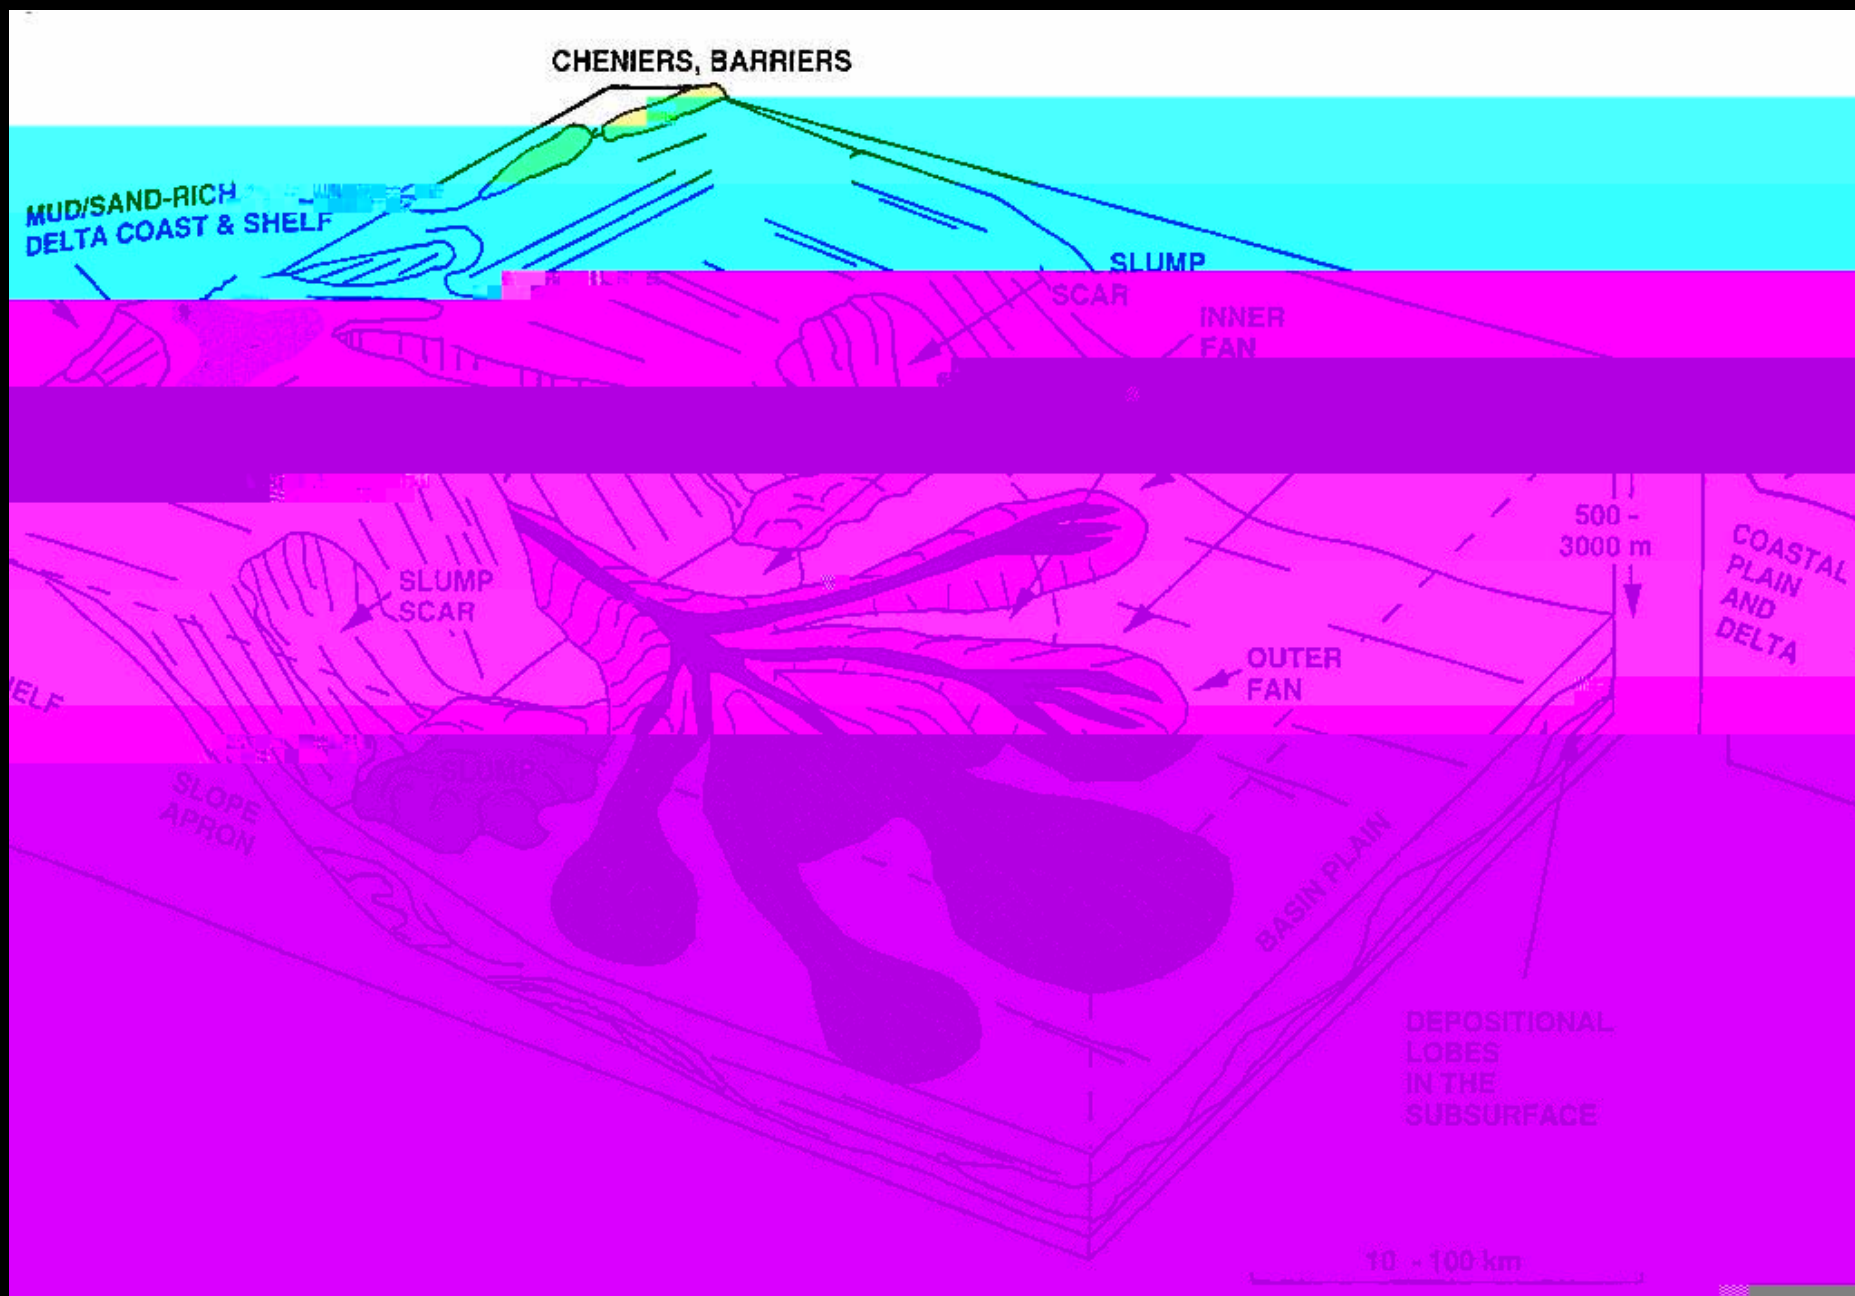 CHENIERS, BARRIERS
MUD/SAND-RICH
DELTA COAST & SHELF
SLUMP
SCAR
INNER
FAN
500 -
3000 m
COASTAL
PLAIN
AND
DELTA
SLUMP
SCAR
OUTER
FAN
SLUMP
SLOPE
APRON
BASIN PLAIN
DEPOSITIONAL
LOBES
IN THE
SUBSURFACE
10 - 100 km